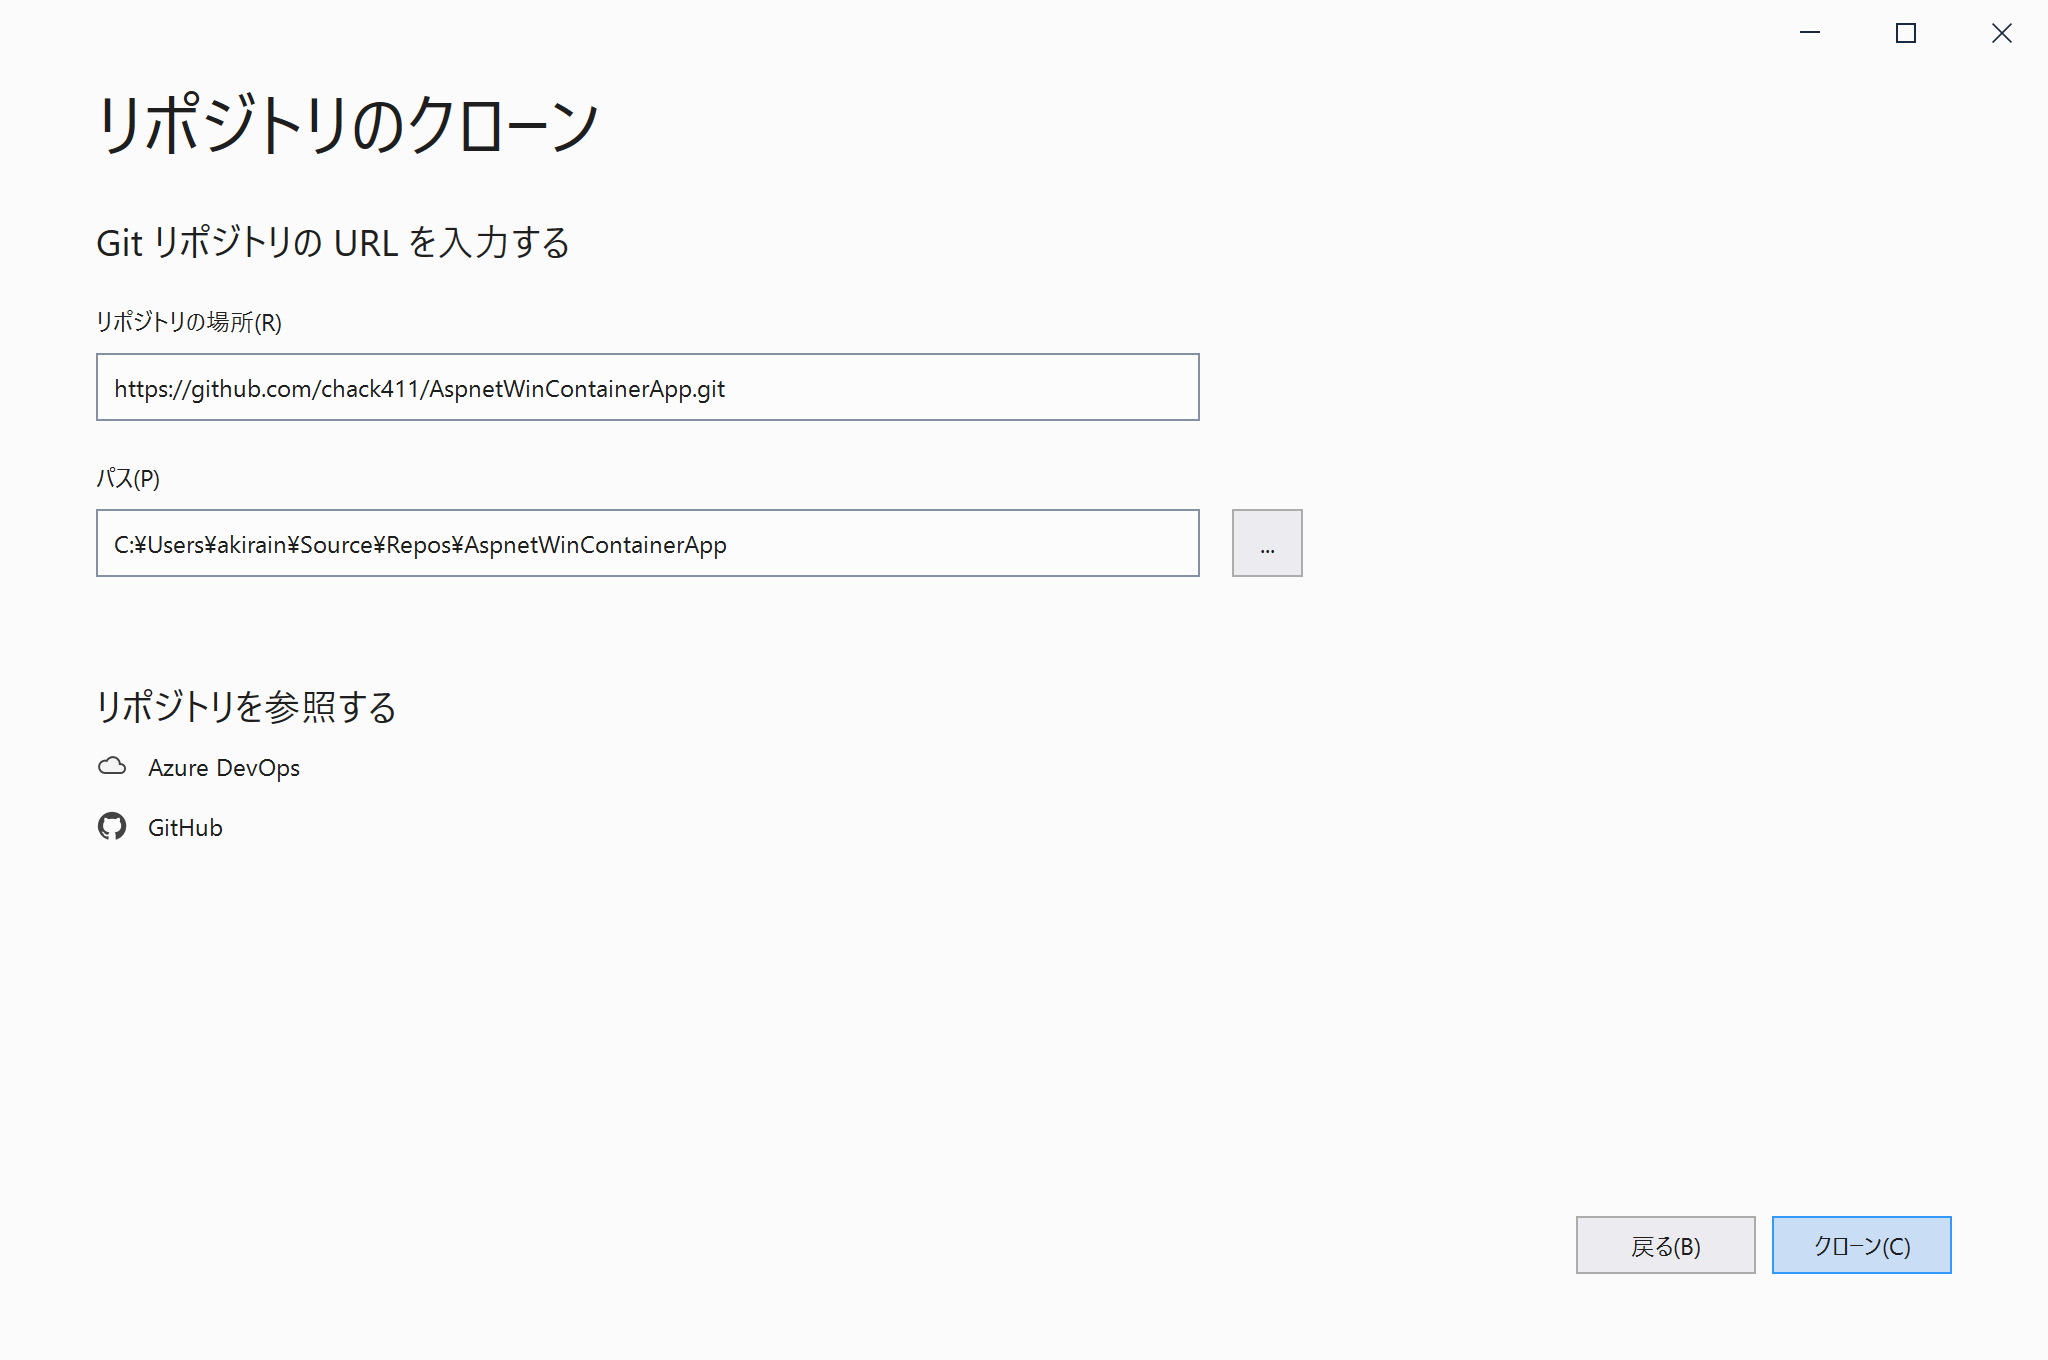 リポジトリのクローン
Git リポジトリの URL を入力する
リポジトリの場所(R)
https://github.com/chack411/AspnetWinContainerApp.git
パス(P)
C:¥Users¥akirain¥Source¥Repos¥AspnetWinContainerApp
...
リポジトリを参照する
Azure DevOps
GitHub
戻る(B)
クローン(C)